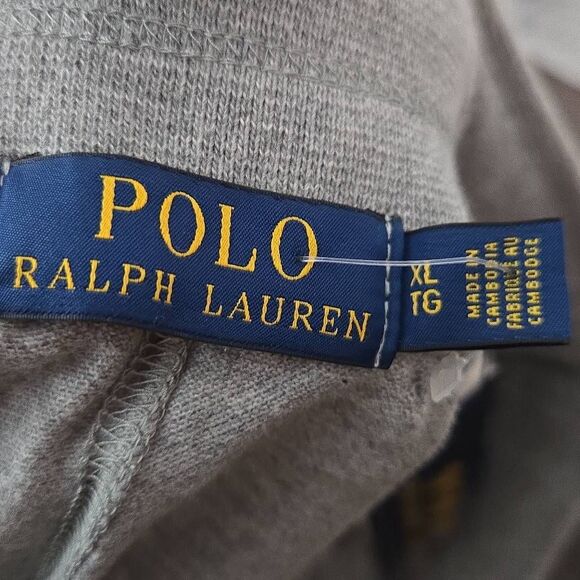 POLO
RALPH LAUREN
XL
TG
MADE IN
CAMBODIA
FABRIQUÉ AU
CAMBODGE